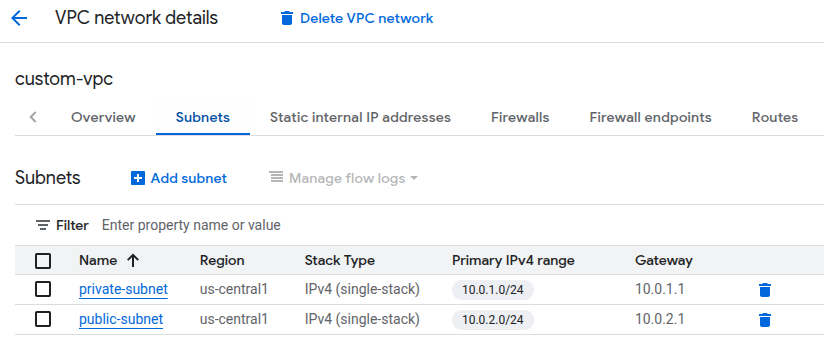 VPC network details Delete VPC network
custom-vpc
Overview Subnets Static internal IP addresses Firewalls Firewall endpoints Routes
Subnets Add subnet Manage flow logs
Filter Enter property name or value
Name Region Stack Type Primary IPv4 range Gateway
private-subnet us-central1 IPv4 (single-stack) 10.0.1.0/24 10.0.1.1
public-subnet us-central1 IPv4 (single-stack) 10.0.2.0/24 10.0.2.1